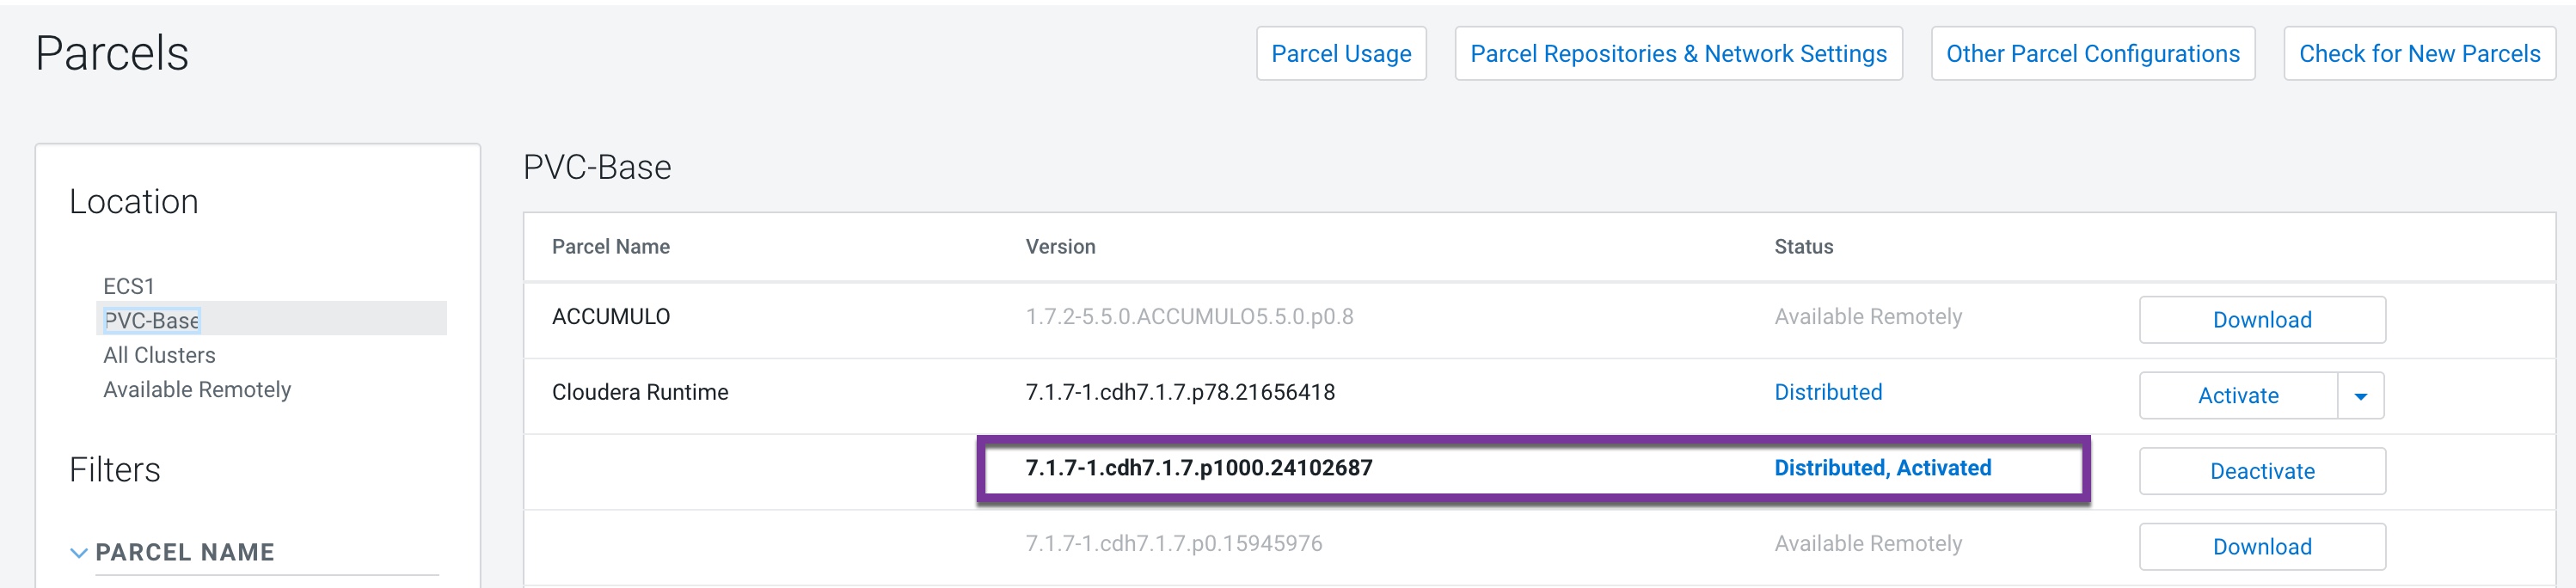 Parcels
Parcel Usage
Parcel Repositories & Network Settings
Other Parcel Configurations
Check for New Parcels
Location
ECS1
PVC-Base
All Clusters
Available Remotely
Filters
PARCEL NAME
PVC-Base
Parcel Name Version Status
ACCUMULO 1.7.2-5.5.0.ACCUMULO5.5.0.p0.8 Available Remotely Download
Cloudera Runtime 7.1.7-1.cdh7.1.7.p78.21656418 Distributed Activate
7.1.7-1.cdh7.1.7.p1000.24102687 Distributed, Activated Deactivate
7.1.7-1.cdh7.1.7.p0.15945976 Available Remotely Download